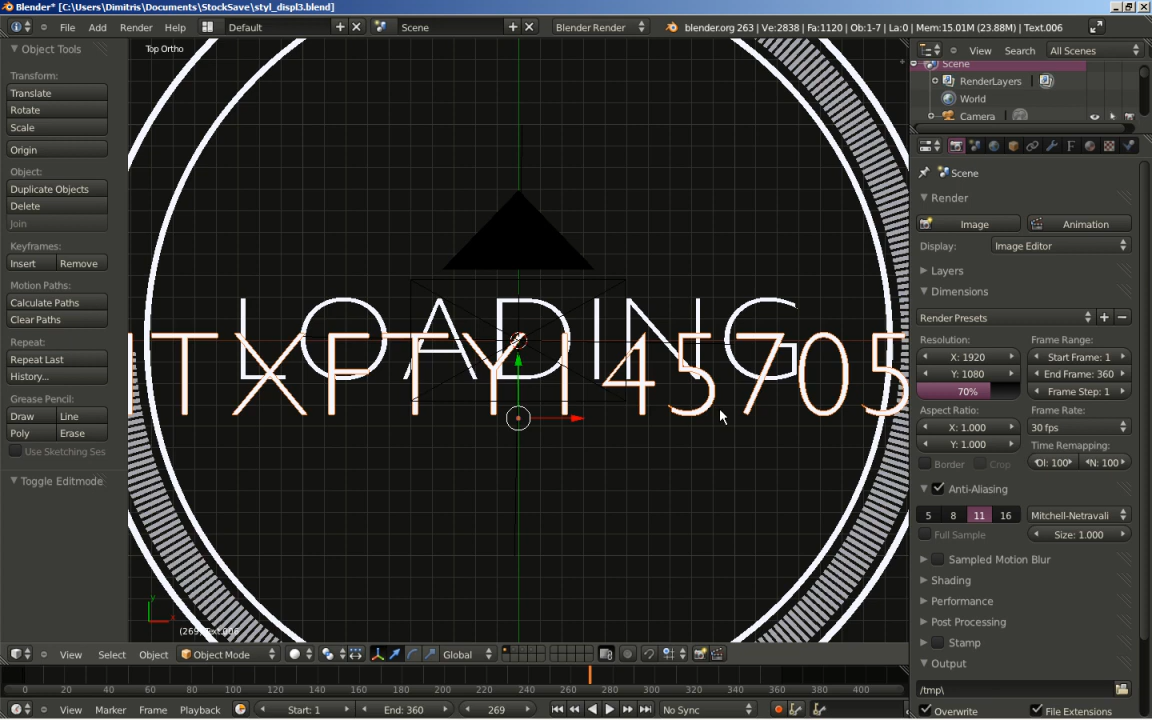 Blender* [C:\Users\Dimitris\Documents\StockSave\styl_displ3.blend]
File Add Render Help Default Scene Blender Render blender.org 263 | Ve:2838 | Fa:1120 | Ob:1-7 | La:0 | Mem:15.01M (23.88M) | Text.006
Object Tools
Transform:
Translate
Rotate
Scale
Origin
Object:
Duplicate Objects
Delete
Join
Keyframes:
Insert Remove
Motion Paths:
Calculate Paths
Clear Paths
Repeat:
Repeat Last
History...
Grease Pencil:
Draw Line
Poly Erase
Use Sketching Ses
Toggle Editmode
Top Ortho
LOADING
TXFTY145705
y
(269) Text.006
View Search All Scenes
Scene
RenderLayers
World
Camera
Scene
Render
Image Animation
Display: Image Editor
Layers
Dimensions
Render Presets
Resolution: Frame Range:
X: 1920 Start Frame: 1
Y: 1080 End Frame: 360
70% Frame Step: 1
Aspect Ratio: Frame Rate:
X: 1.000 30 fps
Y: 1.000 Time Remapping:
Border Crop OI: 100 N: 100
Anti-Aliasing
5 8 11 16 Mitchell-Netravali
Full Sample Size: 1.000
Sampled Motion Blur
Shading
Performance
Post Processing
Stamp
Output
/tmp\
Overwrite File Extensions
View Select Object Object Mode Global
0 20 40 60 80 100 120 140 160 180 200 220 240 260 280 300 320 340 360 380 400
View Marker Frame Playback Start: 1 End: 360 269 No Sync